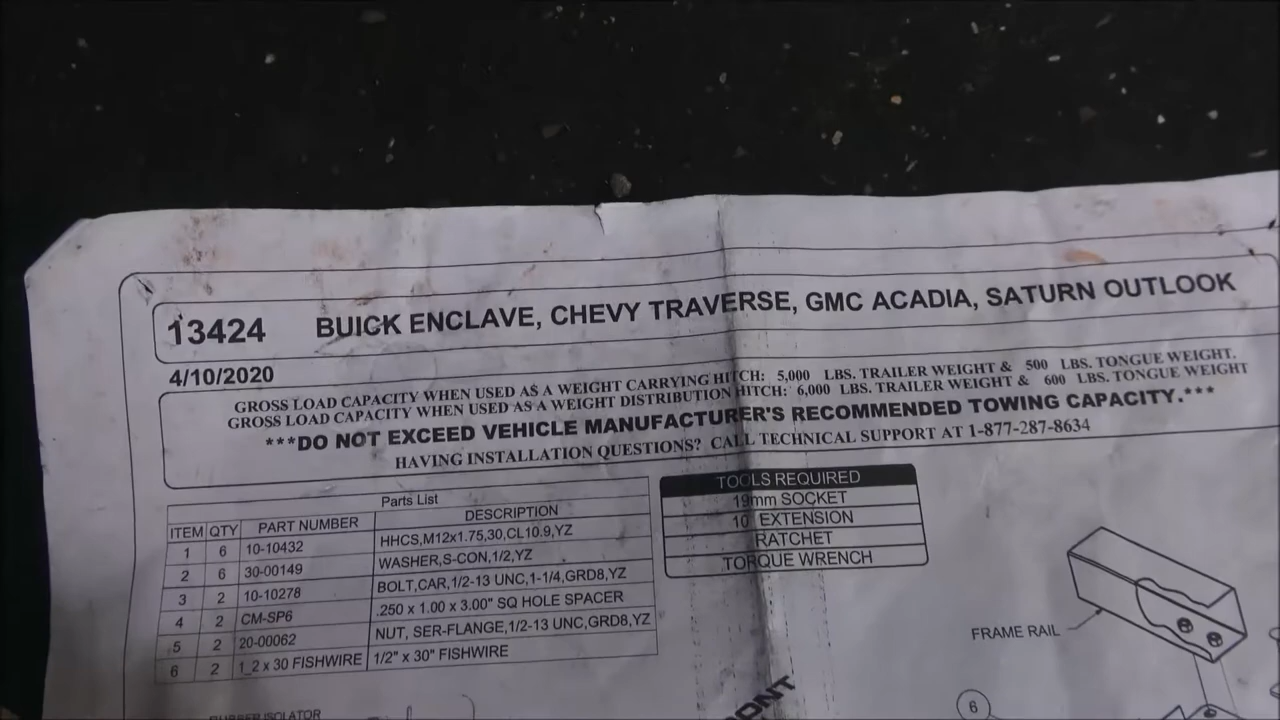 13424 BUICK ENCLAVE, CHEVY TRAVERSE, GMC ACADIA, SATURN OUTLOOK
4/10/2020
GROSS LOAD CAPACITY WHEN USED AS A WEIGHT CARRYING HITCH: 5,000 LBS. TRAILER WEIGHT & 500 LBS. TONGUE WEIGHT.
GROSS LOAD CAPACITY WHEN USED AS A WEIGHT DISTRIBUTION HITCH: 6,000 LBS. TRAILER WEIGHT & 600 LBS. TONGUE WEIGHT
***DO NOT EXCEED VEHICLE MANUFACTURER'S RECOMMENDED TOWING CAPACITY.***
HAVING INSTALLATION QUESTIONS? CALL TECHNICAL SUPPORT AT 1-877-287-8634
Parts List
ITEM QTY PART NUMBER DESCRIPTION
1 6 10-10432 HHCS,M12x1.75,30,CL10.9,YZ
2 6 30-00149 WASHER,S-CON,1/2,YZ
3 2 10-10278 BOLT,CAR,1/2-13 UNC,1-1/4,GRD8,YZ
4 2 CM-SP6 .250 x 1.00 x 3.00" SQ HOLE SPACER
5 2 20-00062 NUT, SER-FLANGE,1/2-13 UNC,GRD8,YZ
6 2 1_2 x 30 FISHWIRE 1/2" x 30" FISHWIRE
TOOLS REQUIRED
19mm SOCKET
10 EXTENSION
RATCHET
TORQUE WRENCH
FRAME RAIL
6
RUBBER ISOLATOR